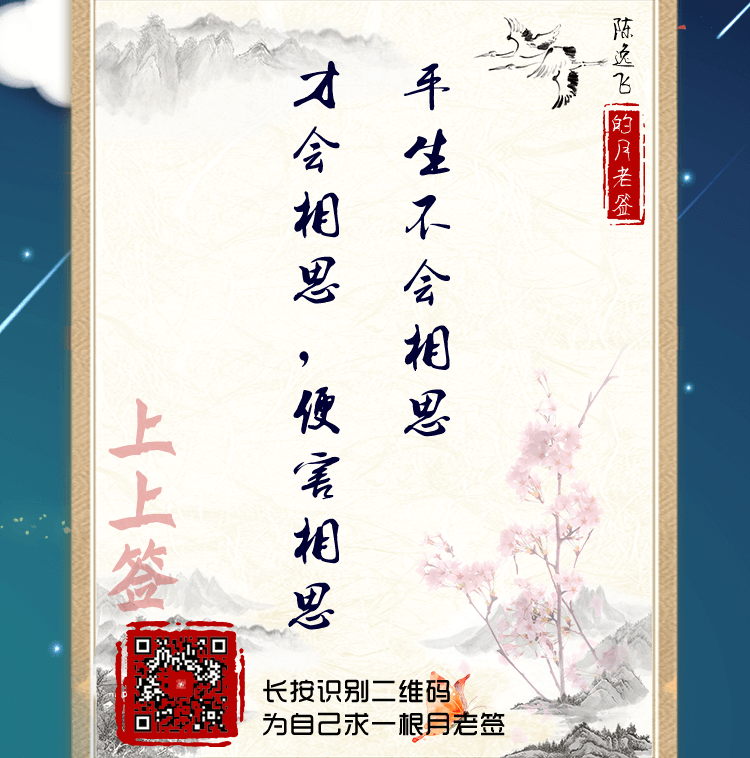 陈逸飞
的月老签
平生不会相思
才会相思，便害相思
上上签
长按识别二维码
为自己求一根月老签